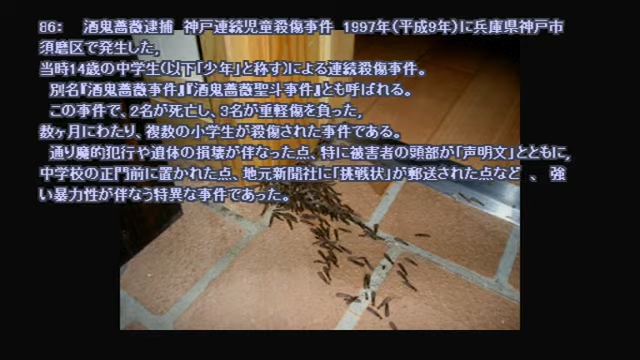 86:　酒鬼薔薇逮捕　神戸連続児童殺傷事件　1997年(平成9年)に兵庫県神戸市
須磨区で発生した,
当時14歳の中学生(以下｢少年｣と称す)による連続殺傷事件。
別名『酒鬼薔薇事件』『酒鬼薔薇聖斗事件』とも呼ばれる。
この事件で、2名が死亡し、3名が重軽傷を負った,
数ヶ月にわたり、複数の小学生が殺傷された事件である。
通り魔的犯行や遺体の損壊が伴なった点、特に被害者の頭部が｢声明文｣とともに,
中学校の正門前に置かれた点、地元新聞社に｢挑戦状｣が郵送された点など　、　強
い暴力性が伴なう特異な事件であった。